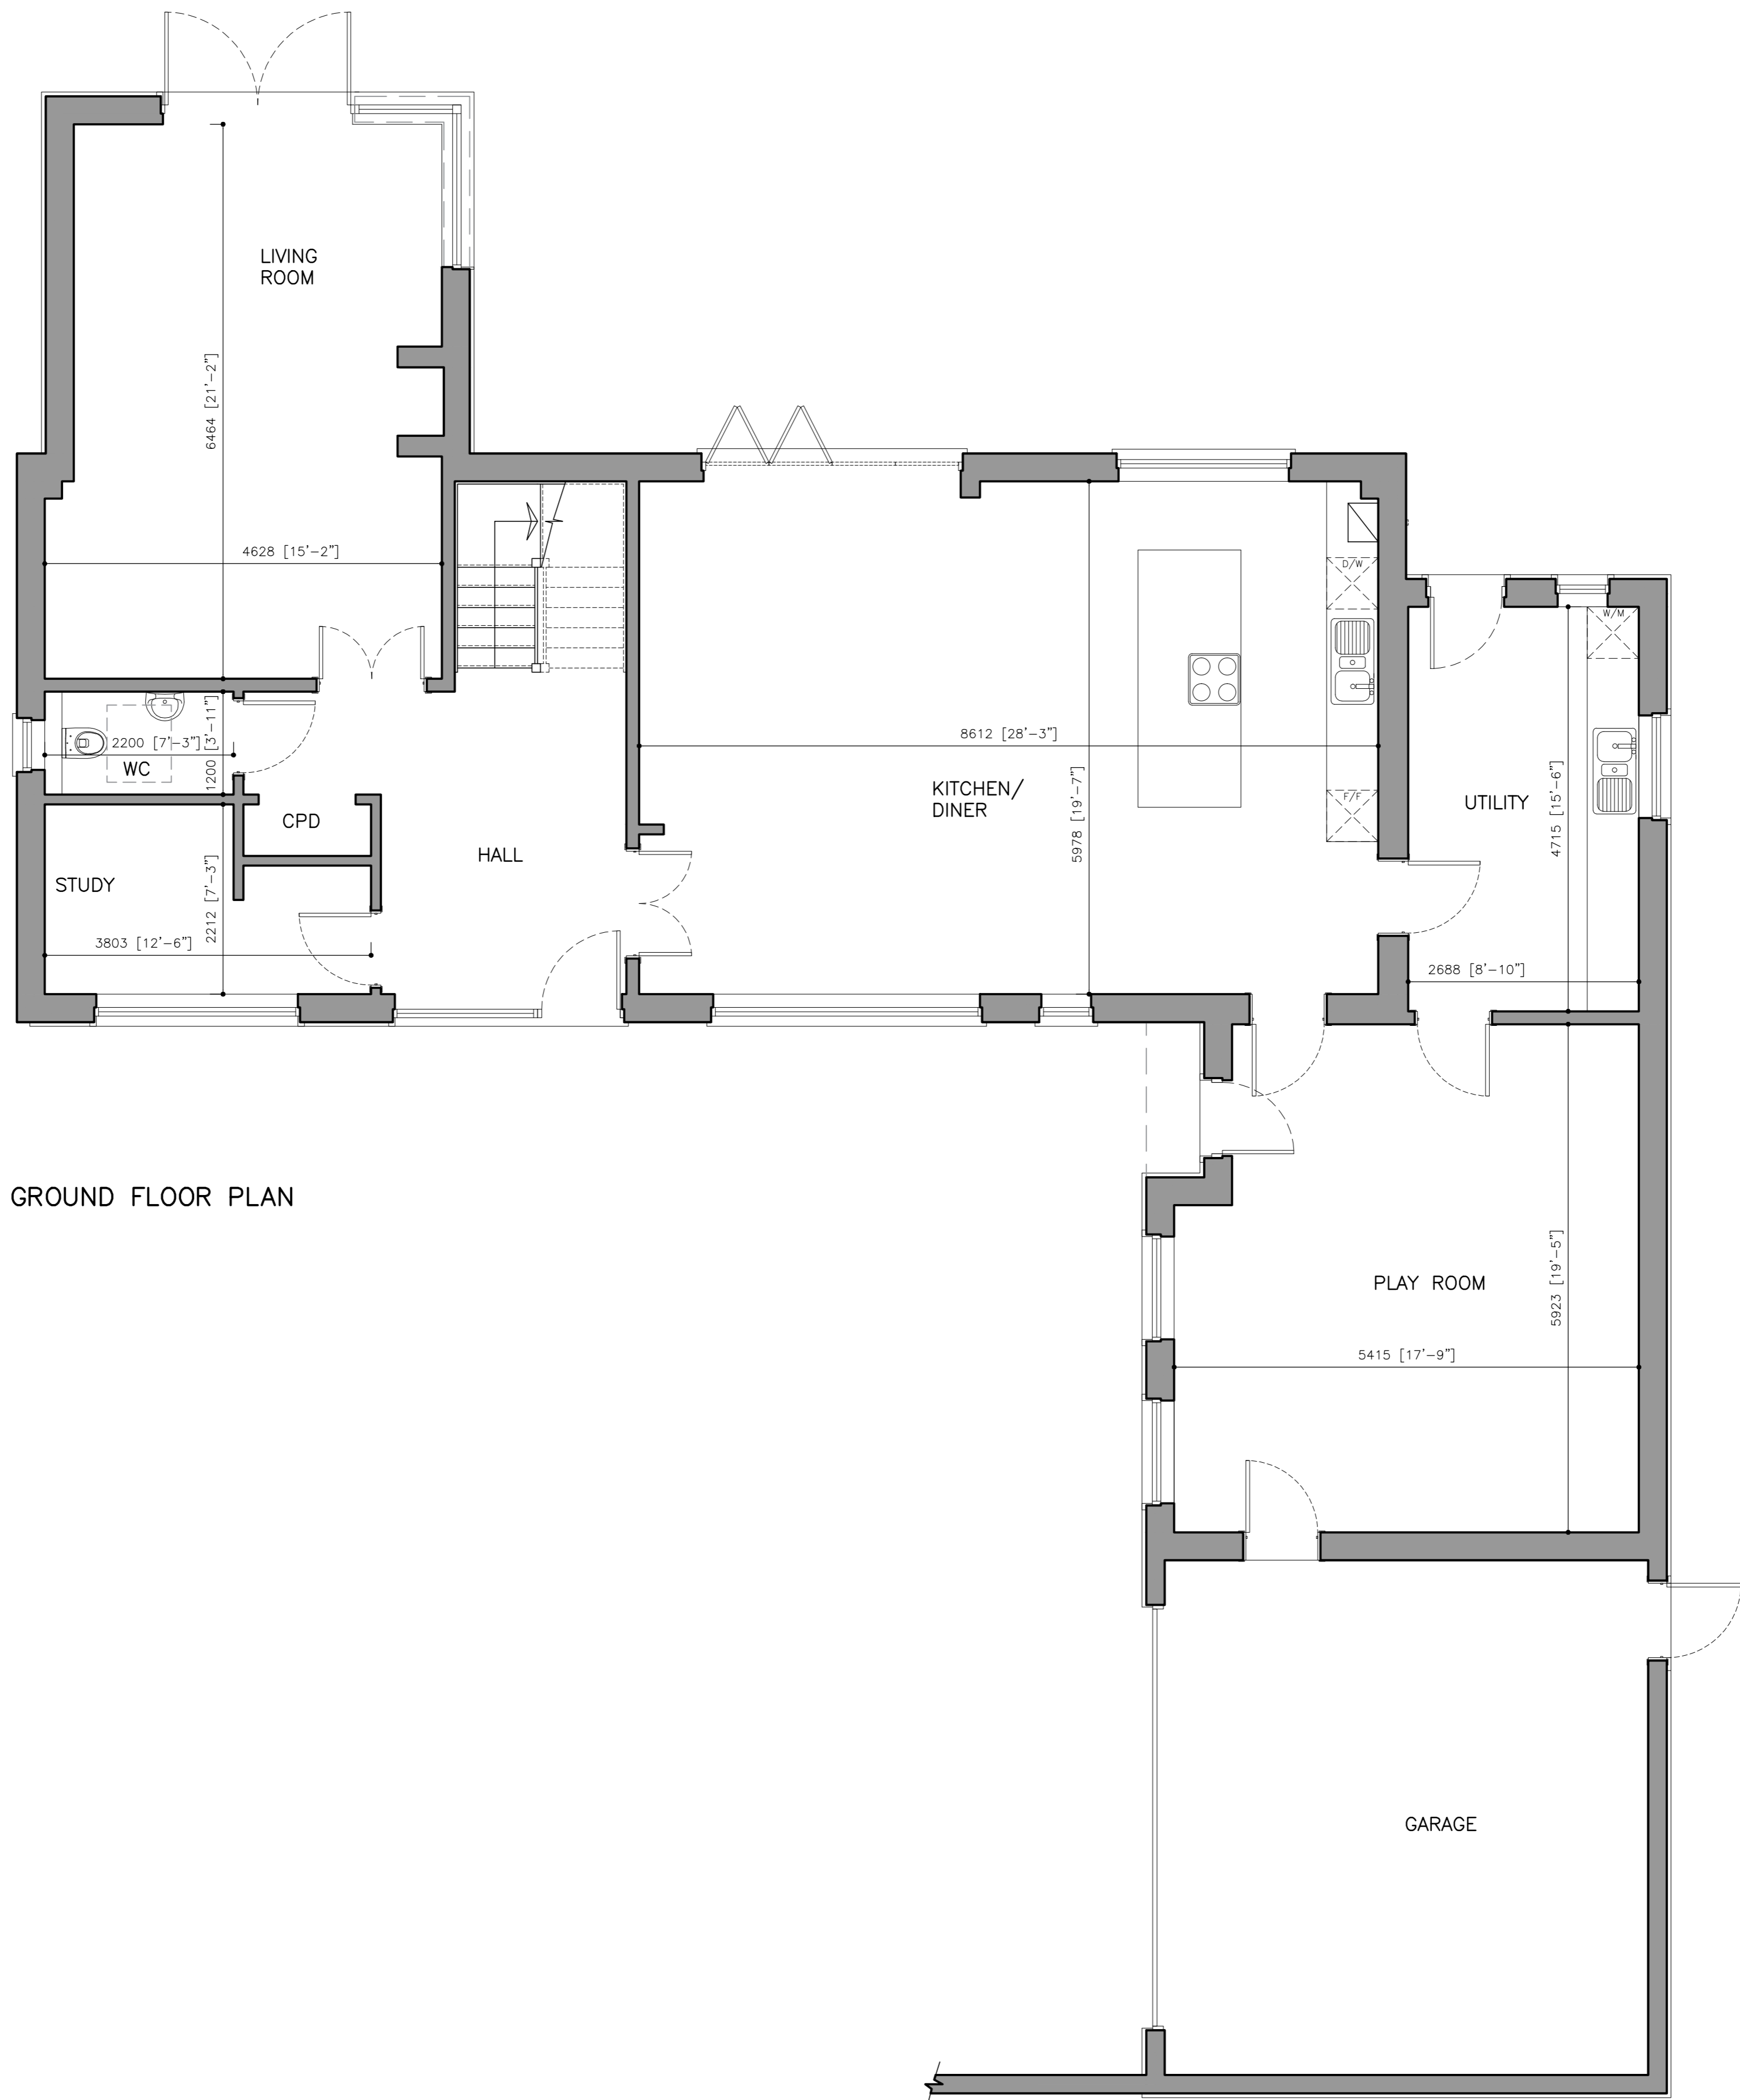 LIVING
ROOM
6464 [21'-2"]
4628 [15'-2"]
D/W
W/M
2200 [7'-3"]
1200 [3'-11"]
WC
8612 [28'-3"]
KITCHEN/
DINER
5978 [19'-7"]
F/F
UTILITY
4715 [15'-6"]
CPD
HALL
STUDY
2212 [7'-3"]
3803 [12'-6"]
2688 [8'-10"]
GROUND FLOOR PLAN
PLAY ROOM
5923 [19'-5"]
5415 [17'-9"]
GARAGE